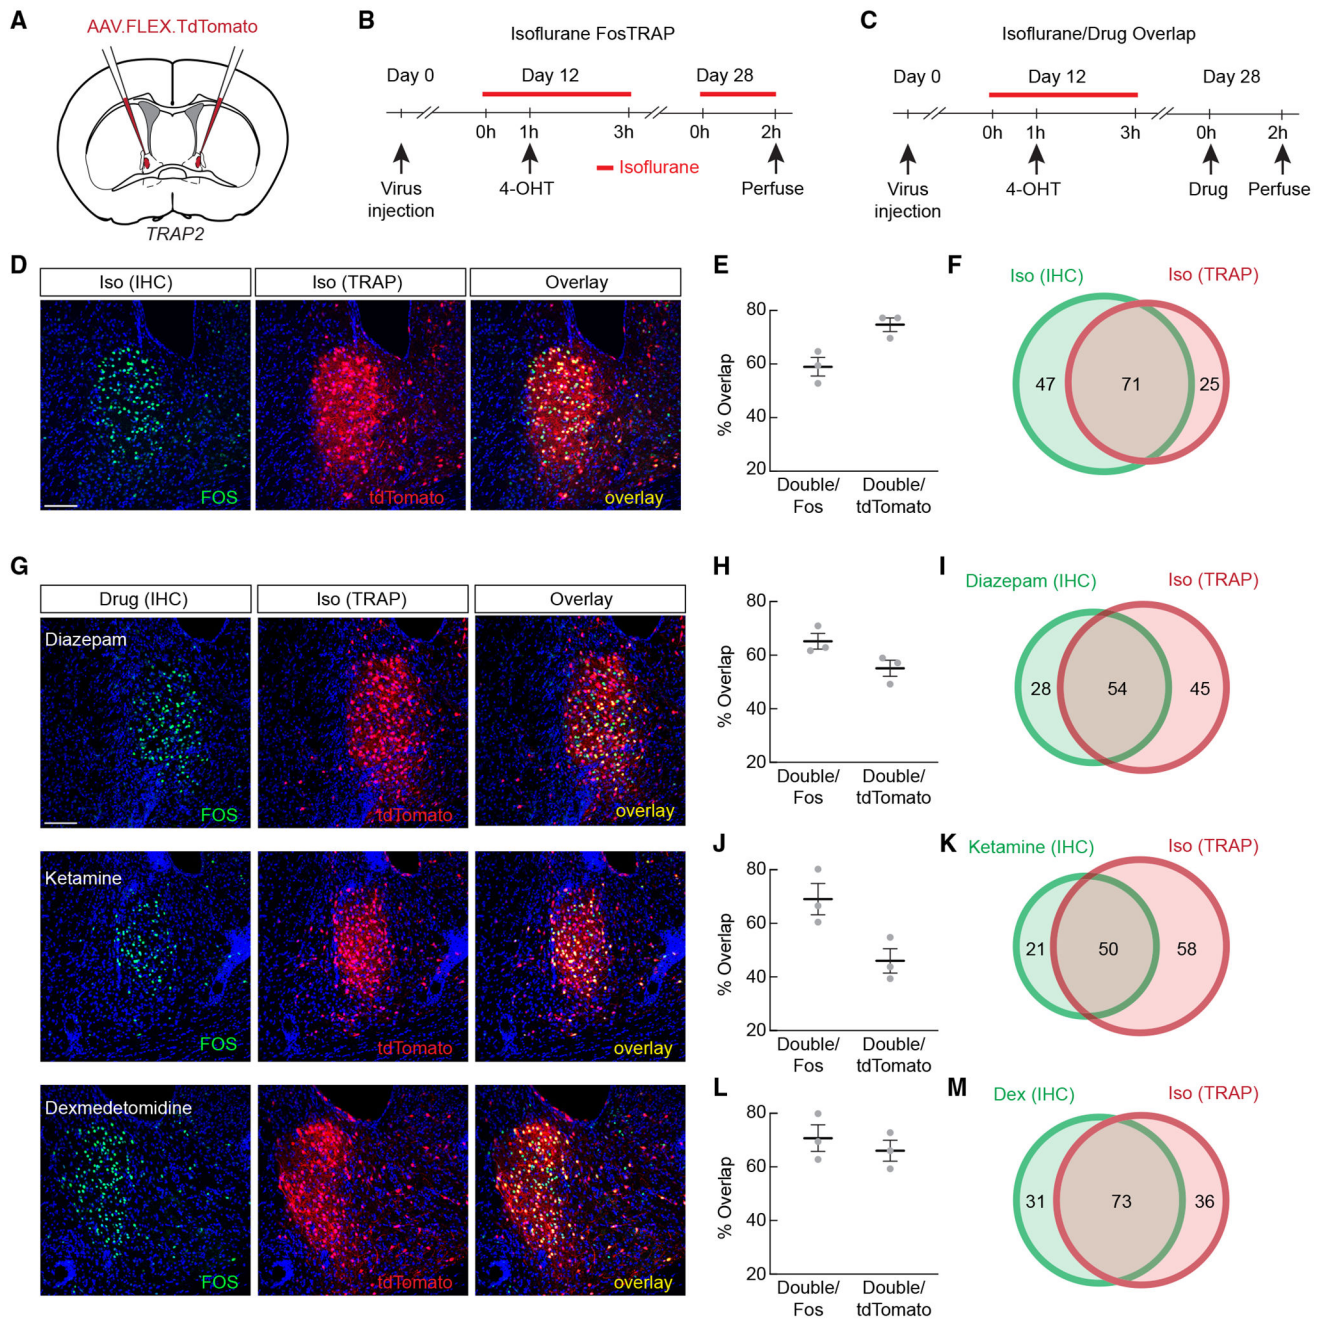 A
AAV.FLEX.TdTomato
TRAP2
B
Isoflurane FosTRAP
Day 0
Day 12
Day 28
0h
1h
3h
0h
2h
Isoflurane
Virus
injection
4-OHT
Perfuse
C
Isoflurane/Drug Overlap
Day 0
Day 12
Day 28
0h
1h
3h
0h
2h
Virus
injection
4-OHT
Drug
Perfuse
D
Iso (IHC)
Iso (TRAP)
Overlay
FOS
tdTomato
overlay
E
% Overlap
80
60
40
20
Double/
Fos
Double/
tdTomato
F
Iso (IHC)
Iso (TRAP)
47
71
25
G
Drug (IHC)
Iso (TRAP)
Overlay
Diazepam
FOS
tdTomato
overlay
Ketamine
FOS
tdTomato
overlay
Dexmedetomidine
FOS
tdTomato
overlay
H
% Overlap
80
60
40
20
Double/
Fos
Double/
tdTomato
I
Diazepam (IHC)
Iso (TRAP)
28
54
45
J
% Overlap
80
60
40
20
Double/
Fos
Double/
tdTomato
K
Ketamine (IHC)
Iso (TRAP)
21
50
58
L
% Overlap
80
60
40
20
Double/
Fos
Double/
tdTomato
M
Dex (IHC)
Iso (TRAP)
31
73
36